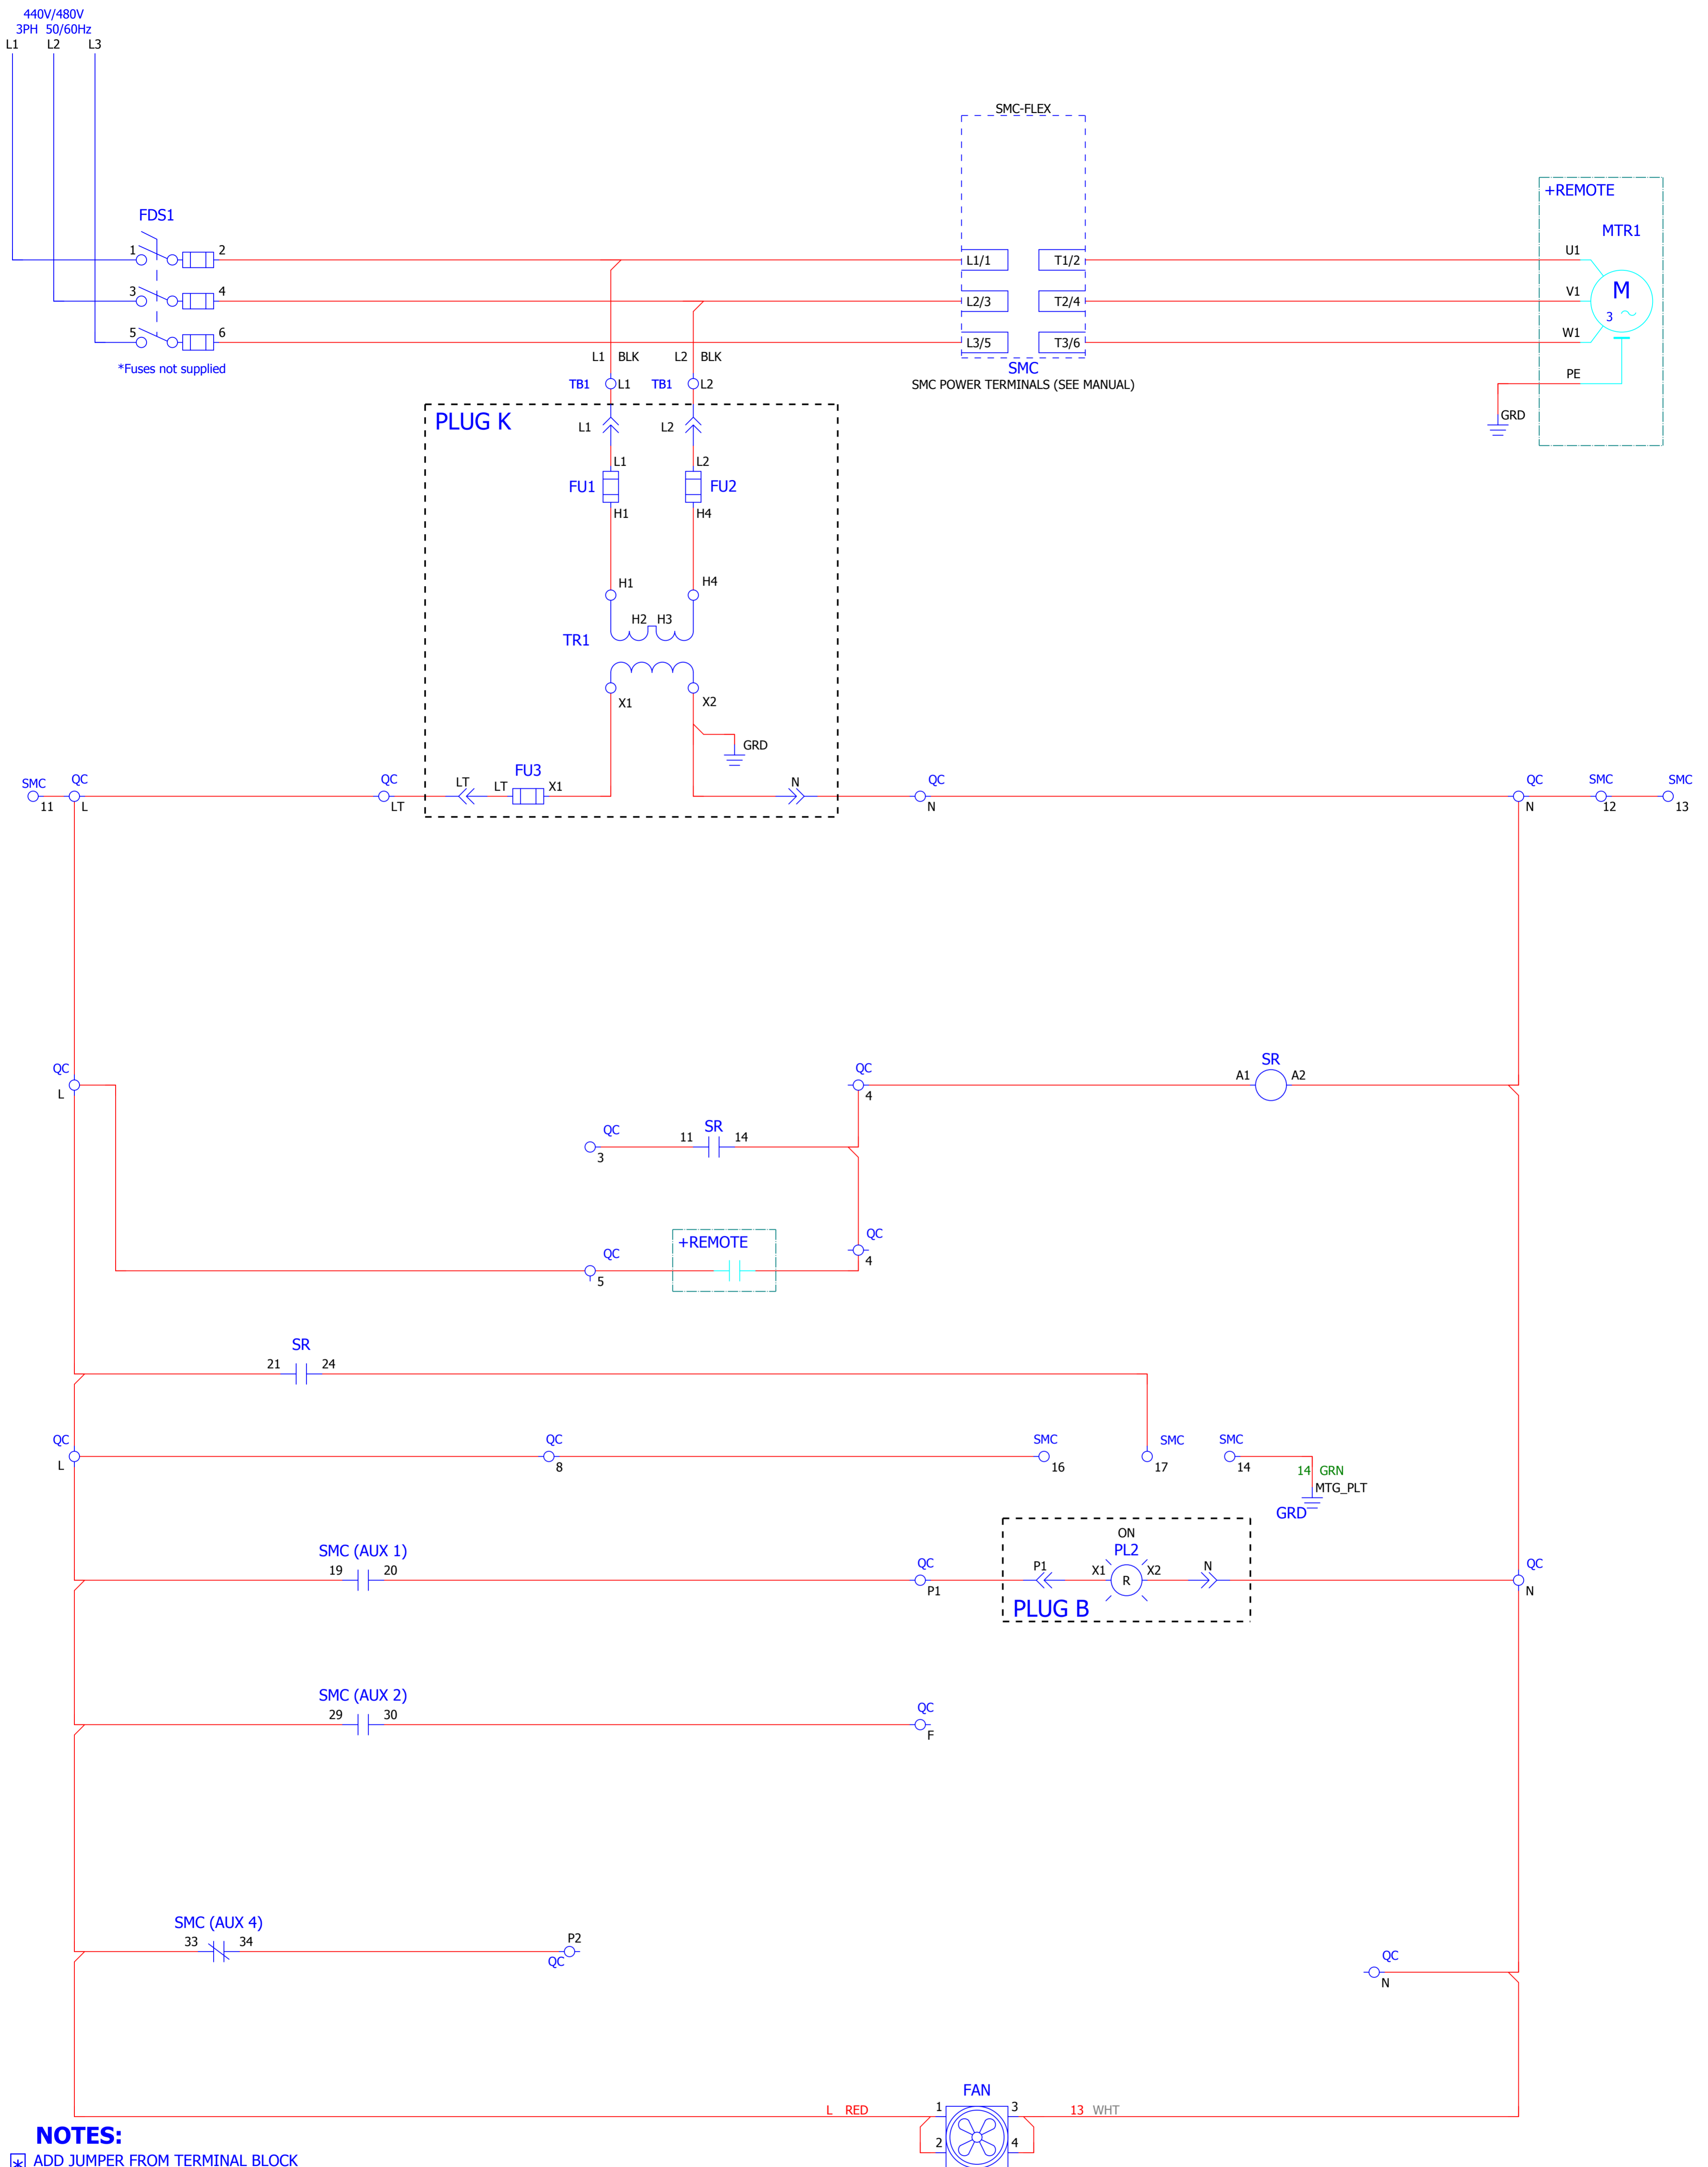 440V/480V
3PH 50/60Hz
L1 L2 L3
SMC-FLEX
+REMOTE
MTR1
FDS1
1 2
L1/1 T1/2
U1
3 4
L2/3 T2/4
V1
M
3
5 6
L3/5 T3/6
W1
*Fuses not supplied
L1 BLK L2 BLK
SMC
SMC POWER TERMINALS (SEE MANUAL)
PE
GRD
TB1 L1 TB1 L2
PLUG K
L1 L2
L1 L2
FU1 FU2
H1 H4
H1 H4
H2 H3
TR1
X1 X2
GRD
SMC
11
QC
L
QC
LT
LT LT
FU3
X1
N
QC
N
QC
N
SMC
12
SMC
13
QC
L
QC
4
SR
A1 A2
QC
3
SR
11 14
QC
4
+REMOTE
QC
5
SR
21 24
QC
L
QC
8
SMC
16
SMC
17
SMC
14
14 GRN
MTG_PLT
GRD
SMC (AUX 1)
19 20
QC
P1
ON
PL2
P1 X1 R X2 N
PLUG B
QC
N
SMC (AUX 2)
29 30
QC
F
SMC (AUX 4)
33 34
P2
QC
QC
N
FAN
L RED 1 3 13 WHT
2 4
NOTES:
* ADD JUMPER FROM TERMINAL BLOCK